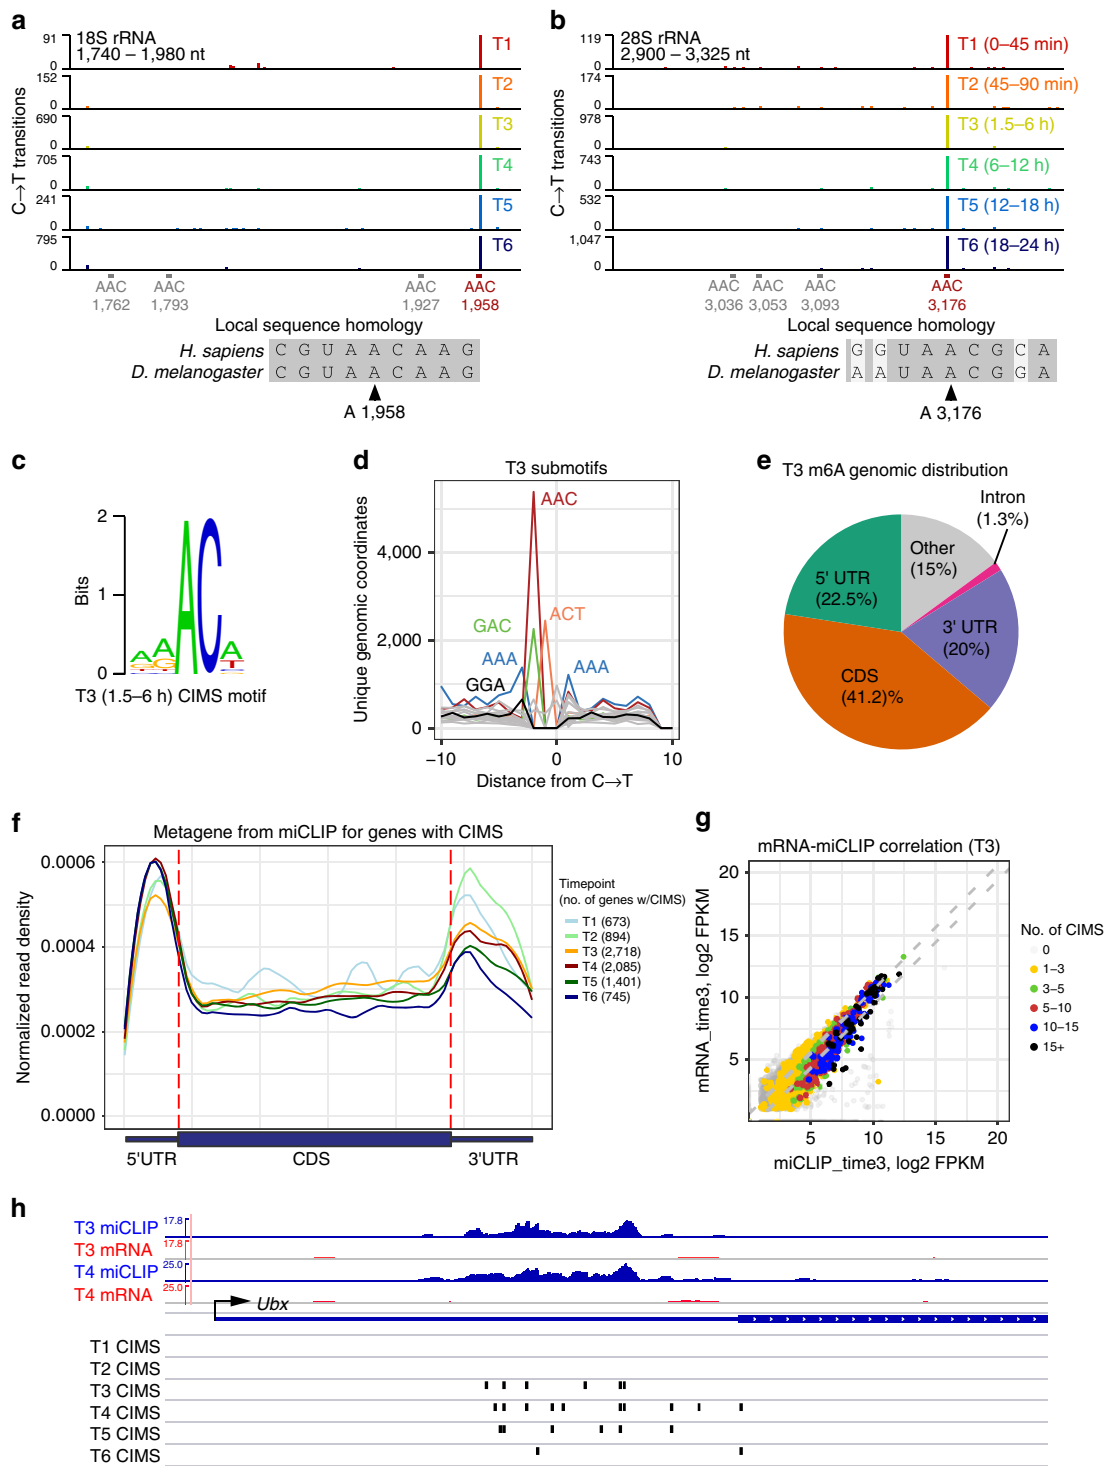 a
18S rRNA
1,740 – 1,980 nt
C→T transitions
91
0
T1
152
0
T2
690
0
T3
705
0
T4
241
0
T5
795
0
T6
AAC AAC AAC AAC
1,762 1,793 1,927 1,958
Local sequence homology
H. sapiens C G U A A C A A G
D. melanogaster C G U A A C A A G
A 1,958
b
28S rRNA
2,900 – 3,325 nt
C→T transitions
119
0
T1 (0–45 min)
174
0
T2 (45–90 min)
978
0
T3 (1.5–6 h)
743
0
T4 (6–12 h)
532
0
T5 (12–18 h)
1,047
0
T6 (18–24 h)
AAC AAC AAC AAC
3,036 3,053 3,093 3,176
Local sequence homology
H. sapiens G G U A A C G C A
D. melanogaster A A U A A C G G A
A 3,176
c
Bits
2
1
0
A A A C A
G G T
T3 (1.5–6 h) CIMS motif
d
T3 submotifs
Unique genomic coordinates
4,000
2,000
0
AAC
GAC
ACT
AAA
AAA
GGA
−10 0 10
Distance from C→T
e
T3 m6A genomic distribution
Intron
(1.3%)
Other
(15%)
5' UTR
(22.5%)
3' UTR
(20%)
CDS
(41.2)%
f
Metagene from miCLIP for genes with CIMS
Normalized read density
0.0006
0.0004
0.0002
0.0000
5'UTR CDS 3'UTR
Timepoint
(no. of genes w/CIMS)
T1 (673)
T2 (894)
T3 (2,718)
T4 (2,085)
T5 (1,401)
T6 (745)
g
mRNA-miCLIP correlation (T3)
mRNA_time3, log2 FPKM
20
15
10
5
5 10 15 20
miCLIP_time3, log2 FPKM
No. of CIMS
0
1–3
3–5
5–10
10–15
15+
h
T3 miCLIP 17.8
T3 mRNA 17.8
T4 miCLIP 25.0
T4 mRNA 25.0
Ubx
T1 CIMS
T2 CIMS
T3 CIMS
T4 CIMS
T5 CIMS
T6 CIMS